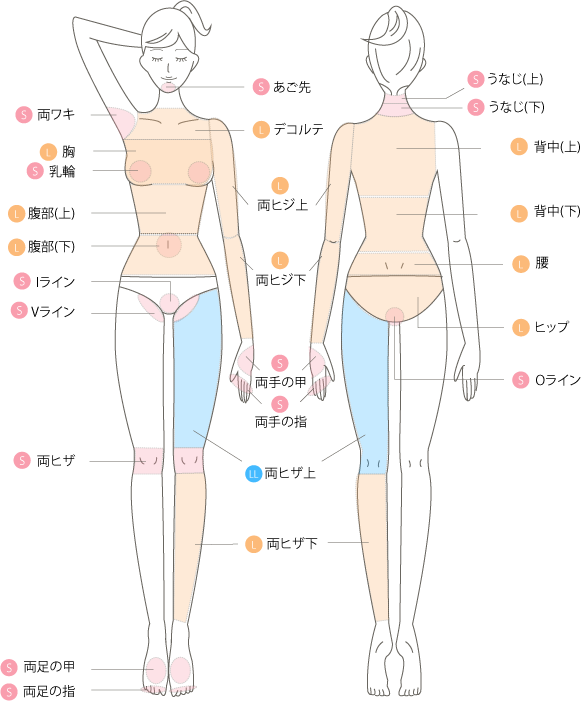 S あご先
S 両ワキ
L デコルテ
L 胸
S 乳輪
L 両ヒジ上
L 腹部(上)
L 腹部(下)
L 両ヒジ下
S Iライン
S Vライン
S 両手の甲
S 両手の指
S 両ヒザ
LL 両ヒザ上
L 両ヒザ下
S 両足の甲
S 両足の指
S うなじ(上)
S うなじ(下)
L 背中(上)
L 背中(下)
L 腰
L ヒップ
S Oライン